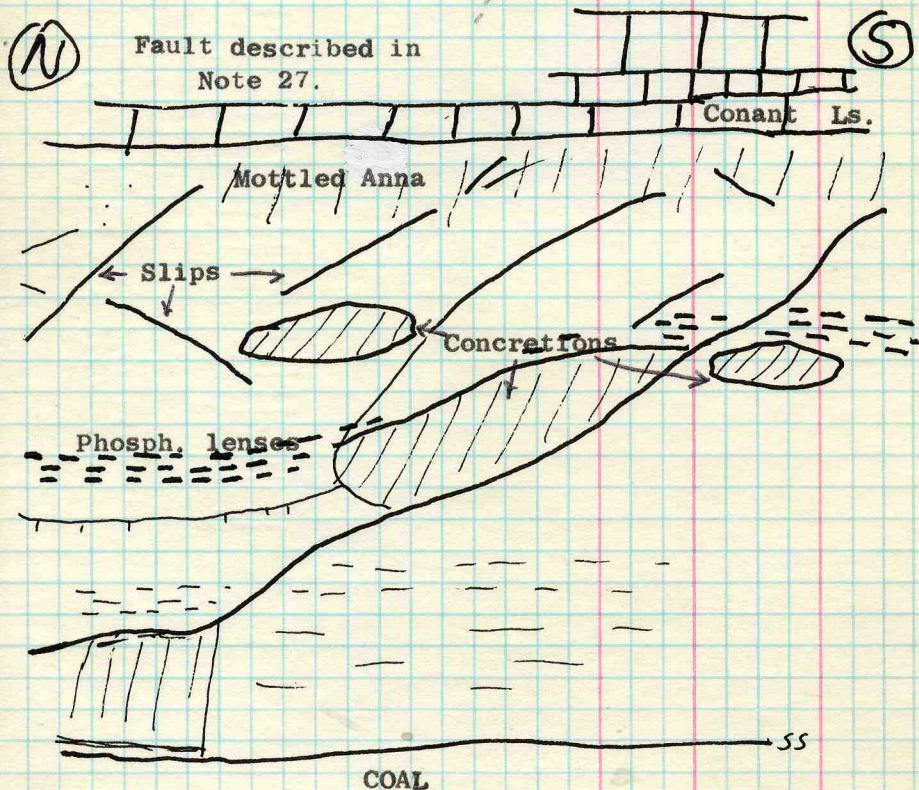 N
S
Fault described in
Note 27.
Conant Ls.
Mottled Anna
Slips
Concretions
Phosph. lenses
SS
COAL